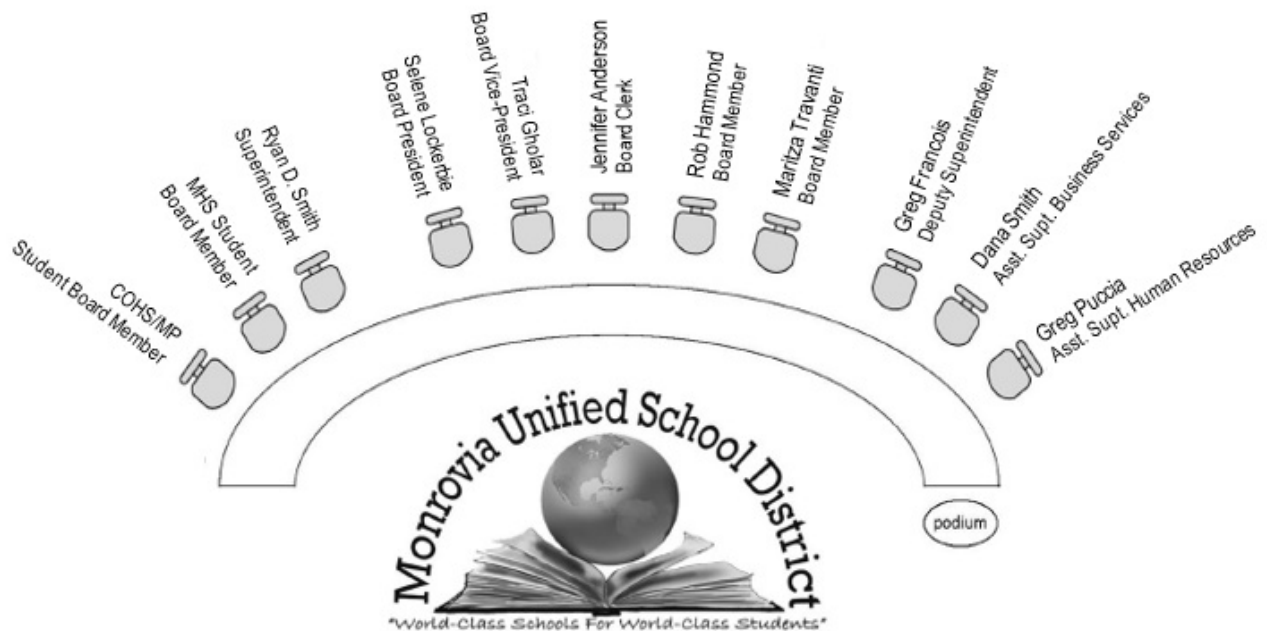 COHS/MP
Student Board Member
MHS Student
Board Member
Ryan D. Smith
Superintendent
Selene Lockerbie
Board President
Traci Gholar
Board Vice-President
Jennifer Anderson
Board Clerk
Rob Hammond
Board Member
Maritza Travanti
Board Member
Greg Francois
Deputy Superintendent
Dana Smith
Asst. Supt. Business Services
Greg Puccia
Asst. Supt. Human Resources
Monrovia Unified School District
podium
"World-Class Schools For World-Class Students"